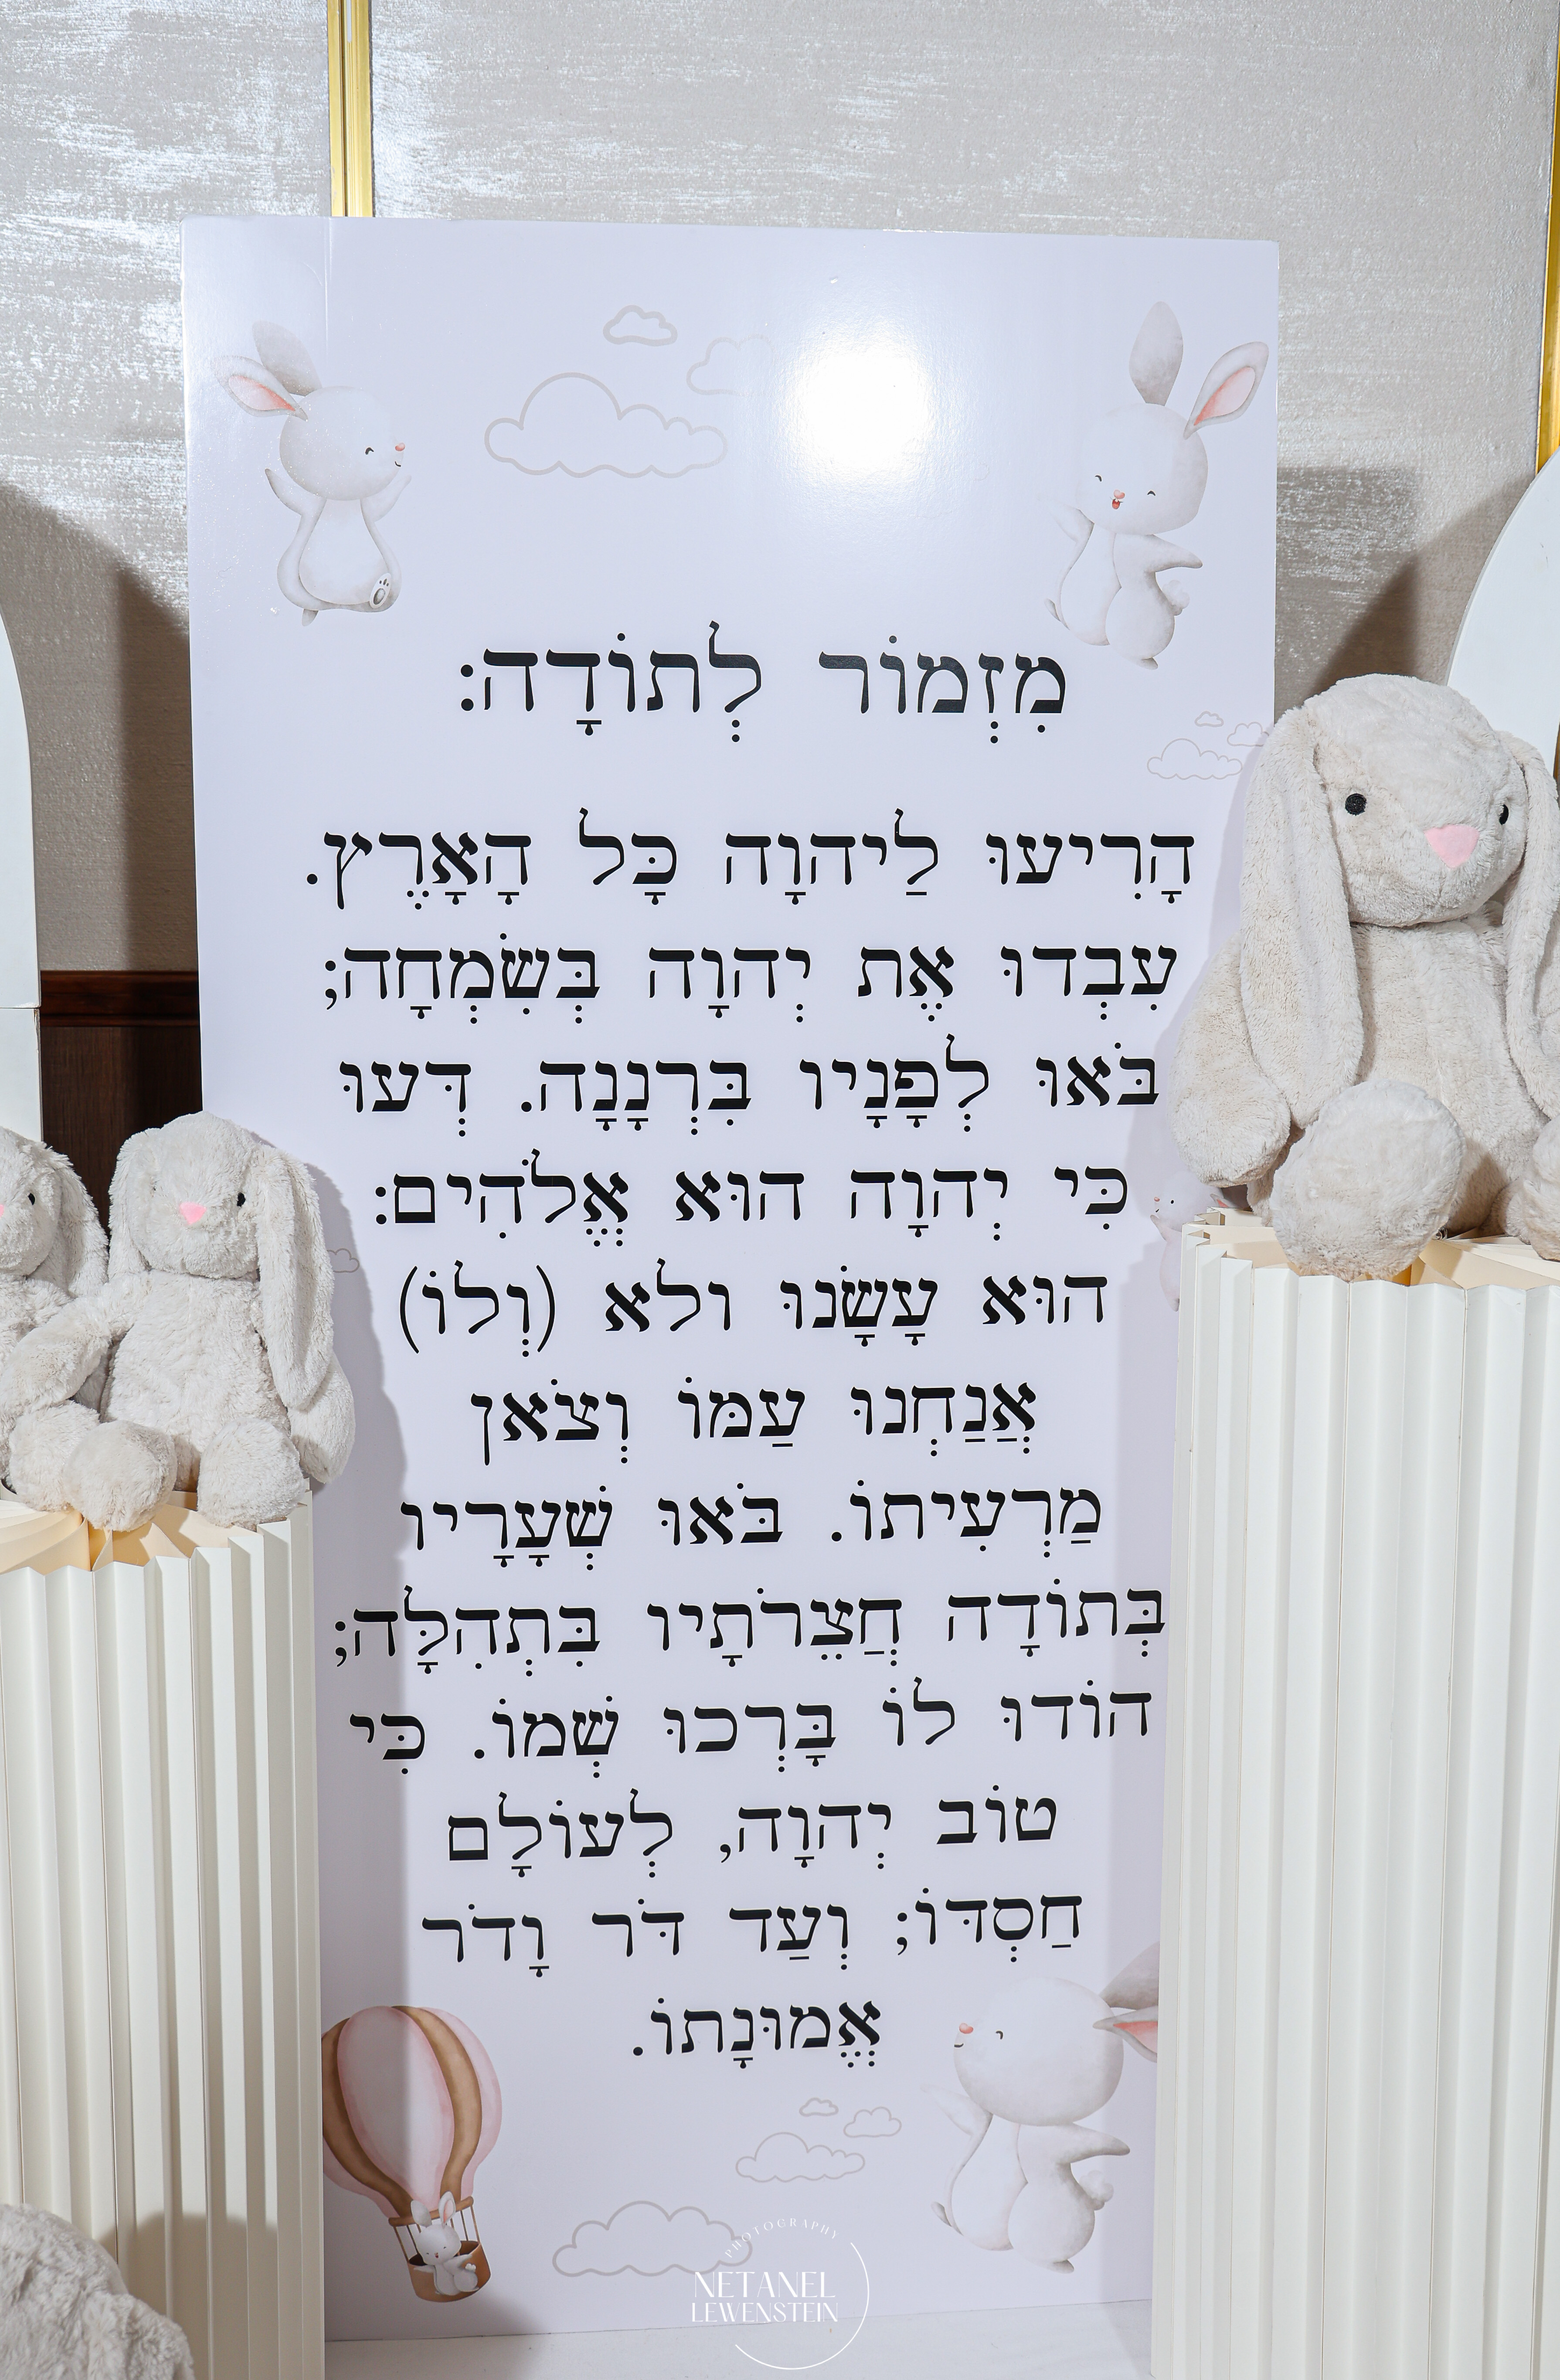 מִזְמוֹר לְתוֹדָה:
הָרִיעוּ לַיהוָה כָּל הָאָרֶץ.
עִבְדוּ אֶת יְהוָה בְּשִׂמְחָה;
בֹּאוּ לְפָנָיו בִּרְנָנָה. דְּעוּ
כִּי יְהוָה הוּא אֱלֹהִים:
הוּא עָשָׂנוּ ולא (וְלוֹ)
אֲנַחְנוּ עַמּוֹ וְצֹאן
מַרְעִיתוֹ. בֹּאוּ שְׁעָרָיו
בְּתוֹדָה חֲצֵרֹתָיו בִּתְהִלָּה;
הוֹדוּ לוֹ בָּרְכוּ שְׁמוֹ. כִּי
טוֹב יְהוָה, לְעוֹלָם
חַסְדּוֹ; וְעַד דֹּר וָדֹר
אֱמוּנָתוֹ.
PHOTOGRAPHY
NETANEL
LEWENSTEIN